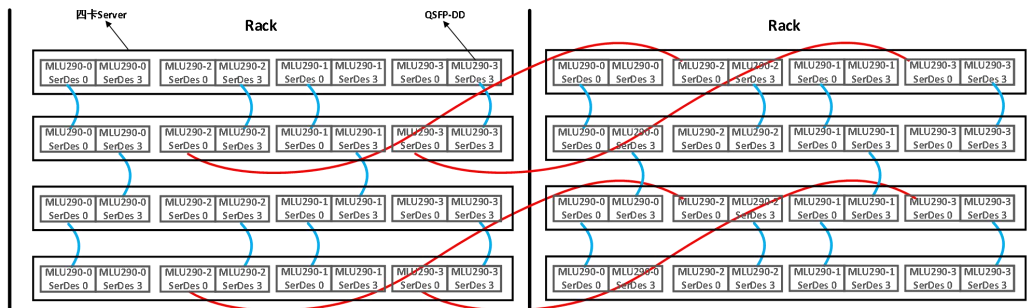 四卡Server
QSFP-DD
Rack
Rack
MLU290-0 MLU290-0 MLU290-2 MLU290-2 MLU290-1 MLU290-1 MLU290-3 MLU290-3
SerDes 0 SerDes 3 SerDes 0 SerDes 3 SerDes 0 SerDes 3 SerDes 0 SerDes 3
MLU290-0 MLU290-0 MLU290-2 MLU290-2 MLU290-1 MLU290-1 MLU290-3 MLU290-3
SerDes 0 SerDes 3 SerDes 0 SerDes 3 SerDes 0 SerDes 3 SerDes 0 SerDes 3
MLU290-0 MLU290-0 MLU290-2 MLU290-2 MLU290-1 MLU290-1 MLU290-3 MLU290-3
SerDes 0 SerDes 3 SerDes 0 SerDes 3 SerDes 0 SerDes 3 SerDes 0 SerDes 3
MLU290-0 MLU290-0 MLU290-2 MLU290-2 MLU290-1 MLU290-1 MLU290-3 MLU290-3
SerDes 0 SerDes 3 SerDes 0 SerDes 3 SerDes 0 SerDes 3 SerDes 0 SerDes 3
MLU290-0 MLU290-0 MLU290-2 MLU290-2 MLU290-1 MLU290-1 MLU290-3 MLU290-3
SerDes 0 SerDes 3 SerDes 0 SerDes 3 SerDes 0 SerDes 3 SerDes 0 SerDes 3
MLU290-0 MLU290-0 MLU290-2 MLU290-2 MLU290-1 MLU290-1 MLU290-3 MLU290-3
SerDes 0 SerDes 3 SerDes 0 SerDes 3 SerDes 0 SerDes 3 SerDes 0 SerDes 3
MLU290-0 MLU290-0 MLU290-2 MLU290-2 MLU290-1 MLU290-1 MLU290-3 MLU290-3
SerDes 0 SerDes 3 SerDes 0 SerDes 3 SerDes 0 SerDes 3 SerDes 0 SerDes 3
MLU290-0 MLU290-0 MLU290-2 MLU290-2 MLU290-1 MLU290-1 MLU290-3 MLU290-3
SerDes 0 SerDes 3 SerDes 0 SerDes 3 SerDes 0 SerDes 3 SerDes 0 SerDes 3